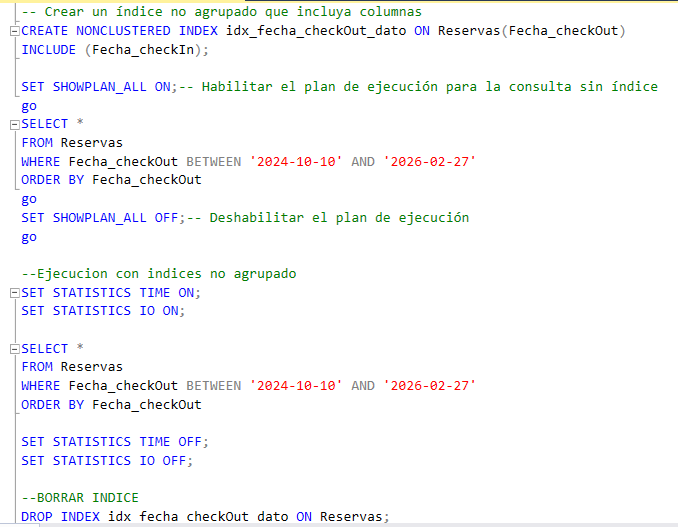 -- Crear un índice no agrupado que incluya columnas
CREATE NONCLUSTERED INDEX idx_fecha_checkOut_dato ON Reservas(Fecha_checkOut)
INCLUDE (Fecha_checkIn);
SET SHOWPLAN_ALL ON;-- Habilitar el plan de ejecución para la consulta sin índice
go
SELECT *
FROM Reservas
WHERE Fecha_checkOut BETWEEN '2024-10-10' AND '2026-02-27'
ORDER BY Fecha_checkOut
go
SET SHOWPLAN_ALL OFF;-- Deshabilitar el plan de ejecución
go
--Ejecucion con indices no agrupado
SET STATISTICS TIME ON;
SET STATISTICS IO ON;
SELECT *
FROM Reservas
WHERE Fecha_checkOut BETWEEN '2024-10-10' AND '2026-02-27'
ORDER BY Fecha_checkOut
SET STATISTICS TIME OFF;
SET STATISTICS IO OFF;
--BORRAR INDICE
DROP INDEX idx_fecha_checkOut_dato ON Reservas;